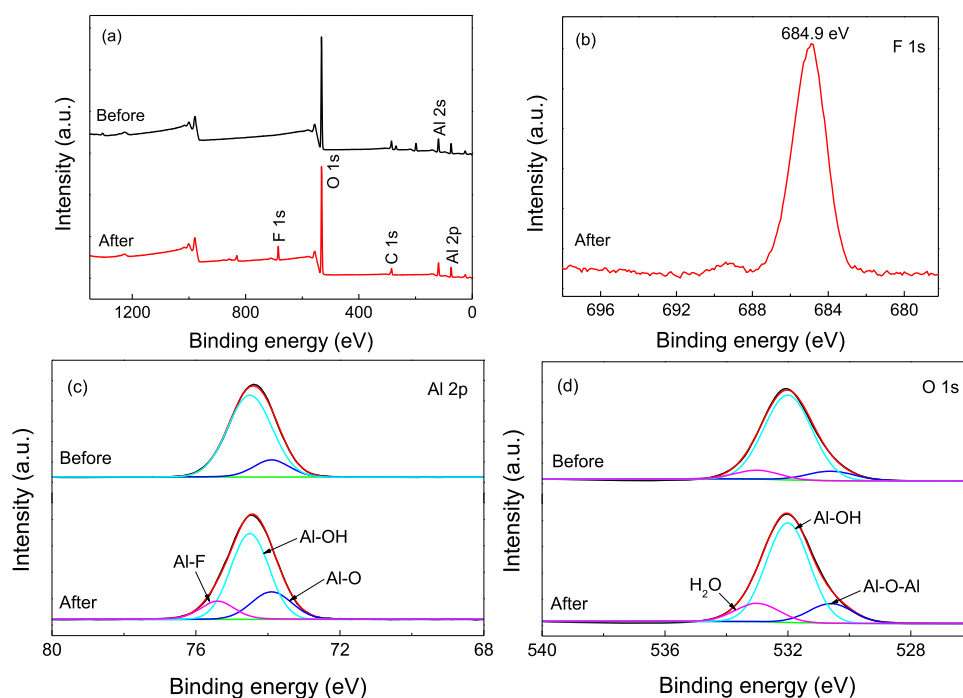 (a)
Before
After
F 1s
O 1s
C 1s
Al 2s
Al 2p
Intensity (a.u.)
1200
800
400
0
Binding energy (eV)
(b)
684.9 eV
F 1s
After
Intensity (a.u.)
696
692
688
684
680
Binding energy (eV)
(c)
Al 2p
Before
Al-F
Al-OH
Al-O
After
Intensity (a.u.)
80
76
72
68
Binding energy (eV)
(d)
O 1s
Before
Al-OH
H₂O
Al-O-Al
After
Intensity (a.u.)
540
536
532
528
Binding energy (eV)